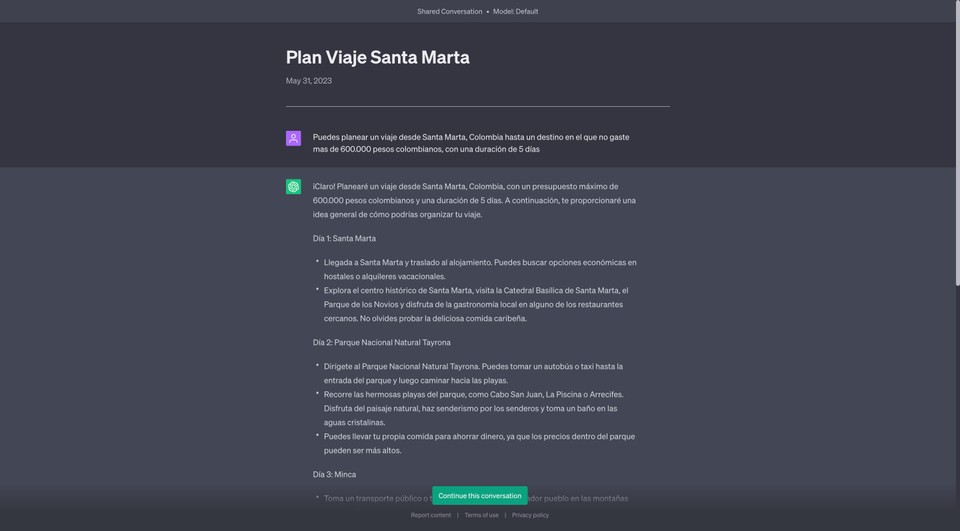 Shared Conversation • Model: Default
Plan Viaje Santa Marta
May 31, 2023
Puedes planear un viaje desde Santa Marta, Colombia hasta un destino en el que no gaste
mas de 600.000 pesos colombianos, con una duración de 5 días
¡Claro! Planearé un viaje desde Santa Marta, Colombia, con un presupuesto máximo de
600.000 pesos colombianos y una duración de 5 días. A continuación, te proporcionaré una
idea general de cómo podrías organizar tu viaje.
Día 1: Santa Marta
• Llegada a Santa Marta y traslado al alojamiento. Puedes buscar opciones económicas en
hostales o alquileres vacacionales.
• Explora el centro histórico de Santa Marta, visita la Catedral Basílica de Santa Marta, el
Parque de los Novios y disfruta de la gastronomía local en alguno de los restaurantes
cercanos. No olvides probar la deliciosa comida caribeña.
Día 2: Parque Nacional Natural Tayrona
• Dirígete al Parque Nacional Natural Tayrona. Puedes tomar un autobús o taxi hasta la
entrada del parque y luego caminar hacia las playas.
• Recorre las hermosas playas del parque, como Cabo San Juan, La Piscina o Arrecifes.
Disfruta del paisaje natural, haz senderismo por los senderos y toma un baño en las
aguas cristalinas.
• Puedes llevar tu propia comida para ahorrar dinero, ya que los precios dentro del parque
pueden ser más altos.
Día 3: Minca
• Toma un transporte público o pueblo en las montañas
Continue this conversation
Report content | Terms of use | Privacy policy